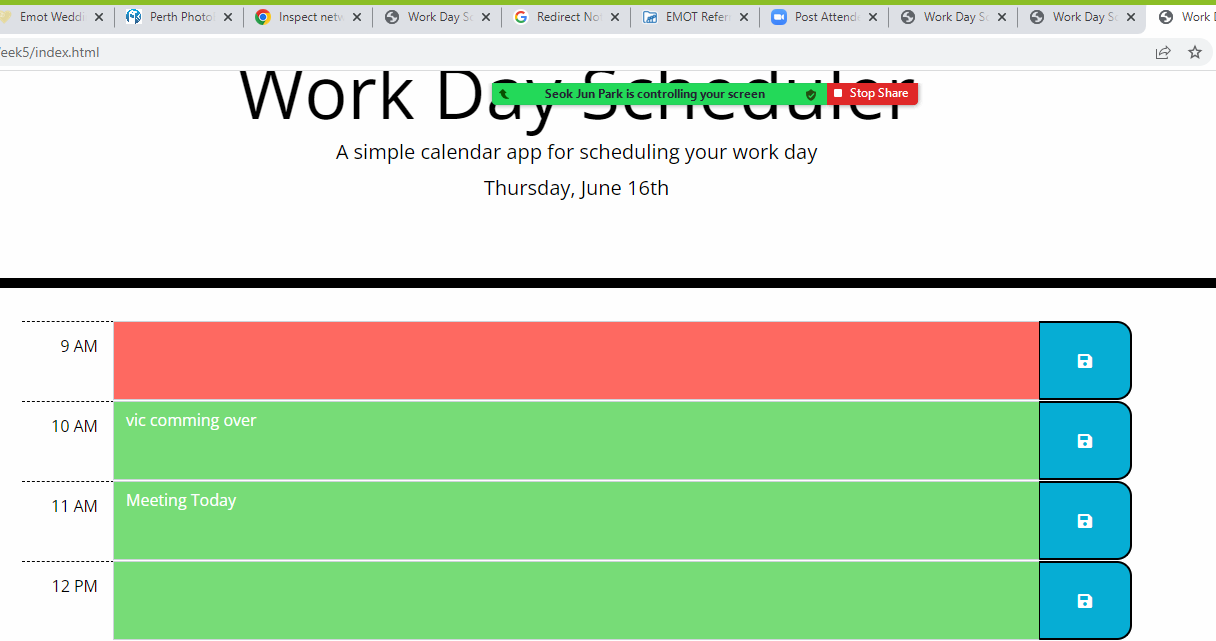 Emot Weddi Perth Photo Inspect netw Work Day Sc Redirect No EMOT Refer Post Attend Work Day Sc Work Day Sc Work D
eek5/index.html
Work Day Scheduler
Seok Jun Park is controlling your screen Stop Share
A simple calendar app for scheduling your work day
Thursday, June 16th
9 AM
10 AM vic comming over
11 AM Meeting Today
12 PM